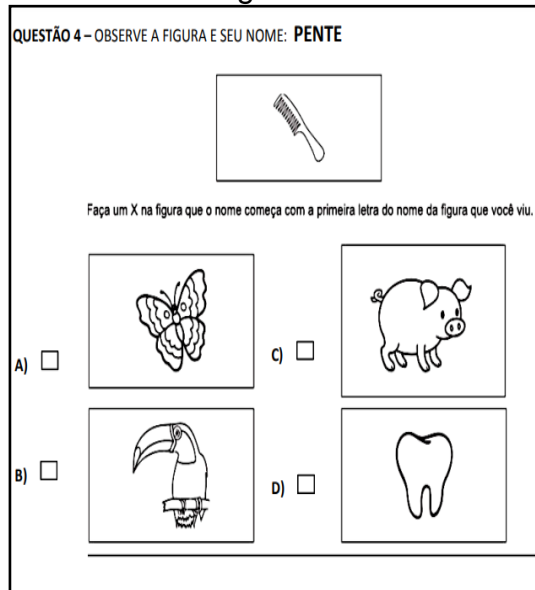 QUESTÃO 4 – OBSERVE A FIGURA E SEU NOME: PENTE
Faça um X na figura que o nome começa com a primeira letra do nome da figura que você viu.
A)
C)
B)
D)